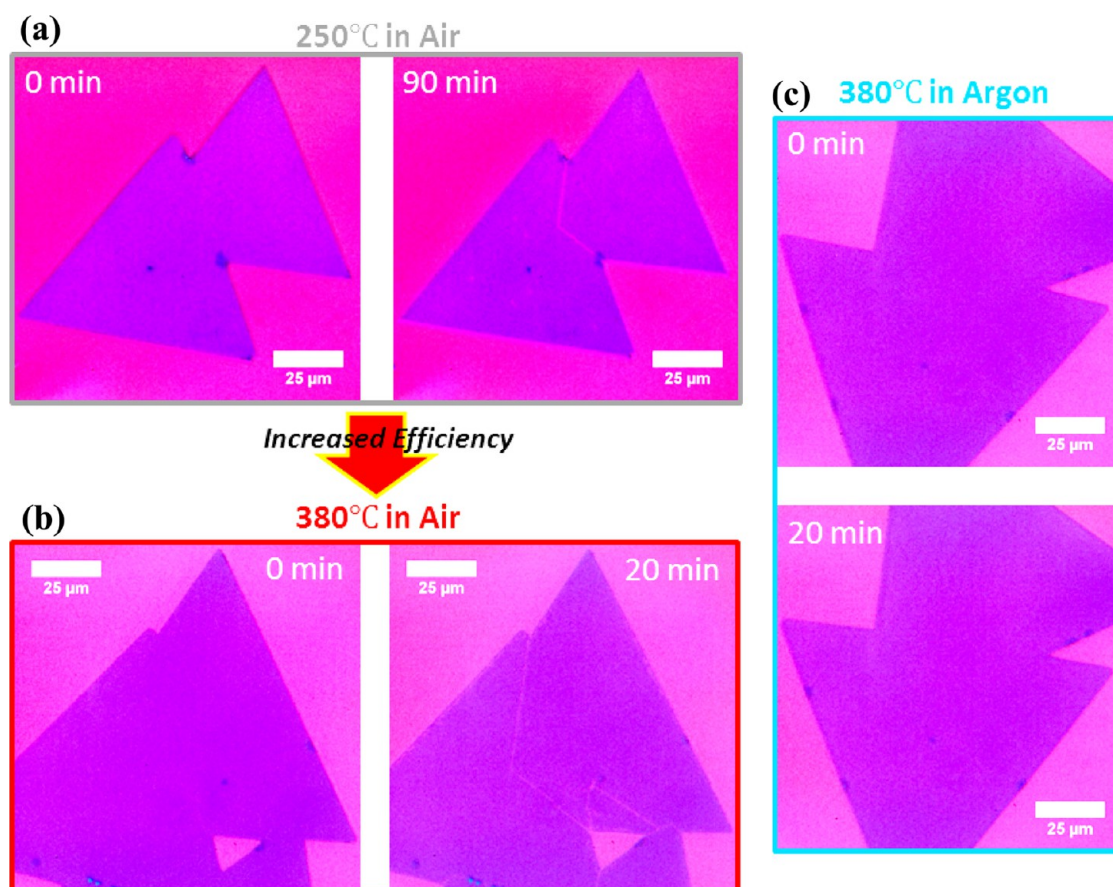 (a)
250℃ in Air
0 min
90 min
25 µm
25 µm
Increased Efficiency
(b)
380℃ in Air
25 µm
0 min
25 µm
20 min
(c)
380℃ in Argon
0 min
25 µm
20 min
25 µm